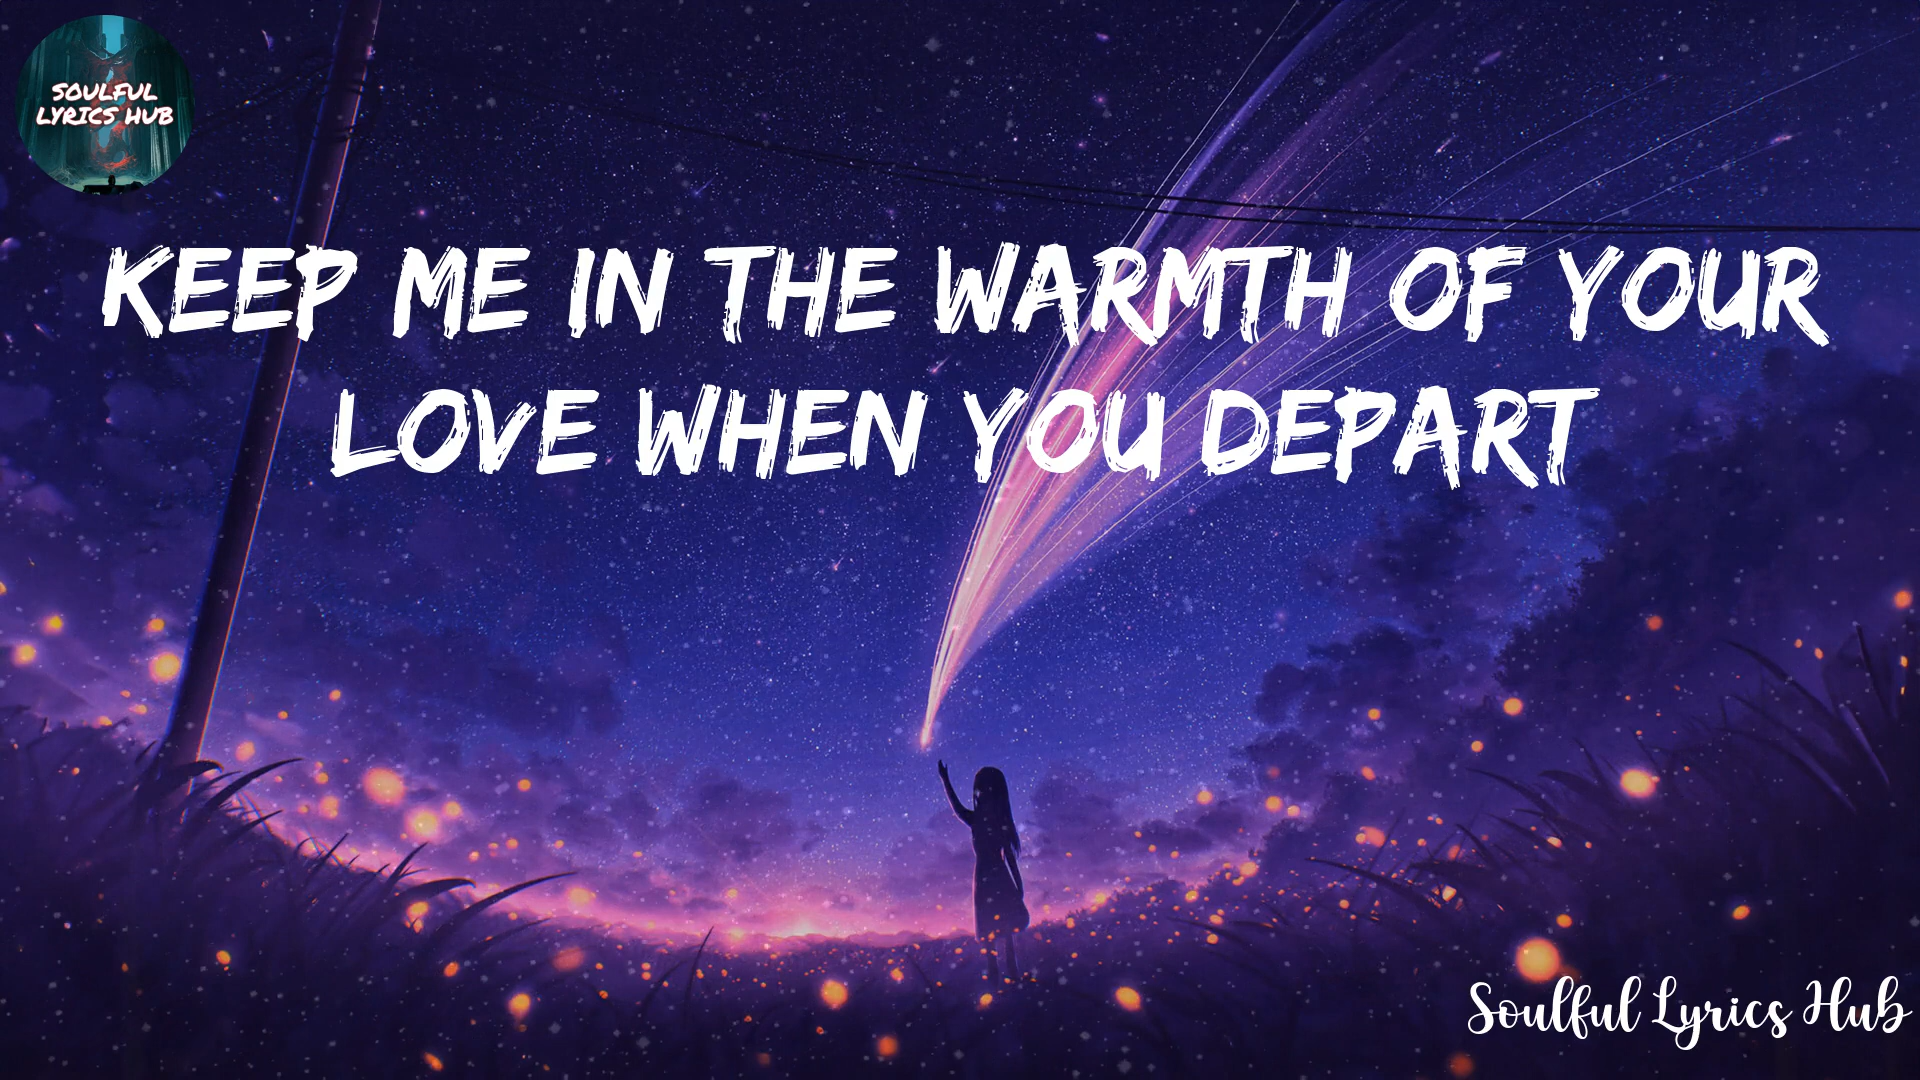 SOULFUL
LYRICS HUB
KEEP ME IN THE WARMTH OF YOUR
LOVE WHEN YOU DEPART
Soulful Lyrics Hub